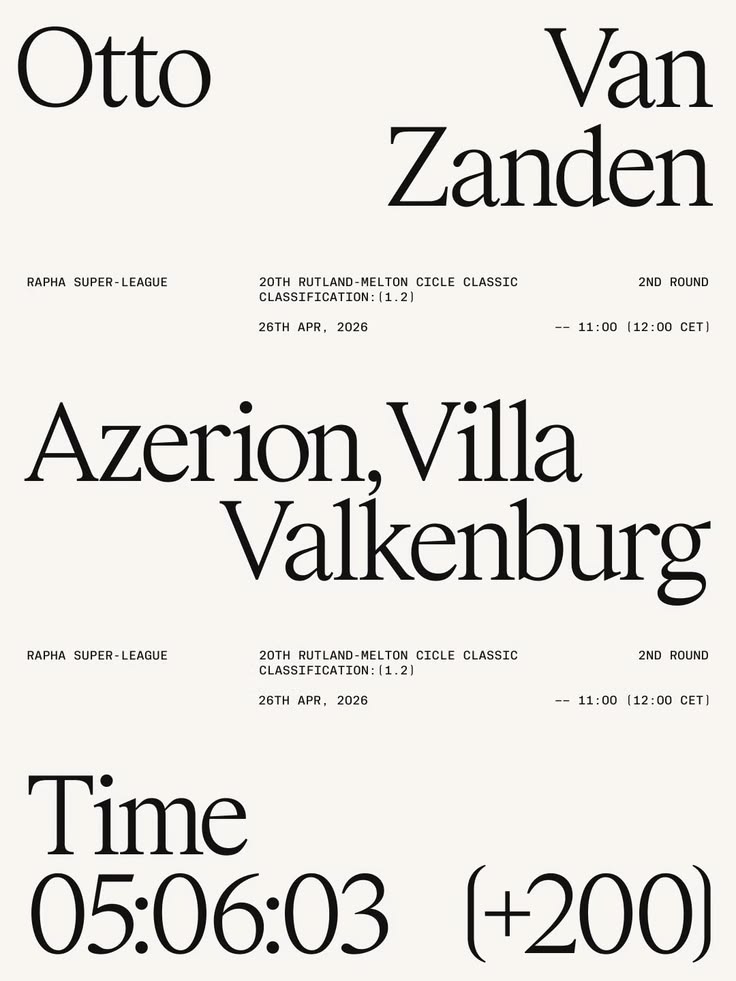 Otto Van
Zanden
RAPHA SUPER-LEAGUE 20TH RUTLAND-MELTON CICLE CLASSIC 2ND ROUND
CLASSIFICATION:(1.2)
26TH APR, 2026 —— 11:00 (12:00 CET)
Azerion, Villa
Valkenburg
RAPHA SUPER-LEAGUE 20TH RUTLAND-MELTON CICLE CLASSIC 2ND ROUND
CLASSIFICATION:(1.2)
26TH APR, 2026 —— 11:00 (12:00 CET)
Time
05:06:03 (+200)